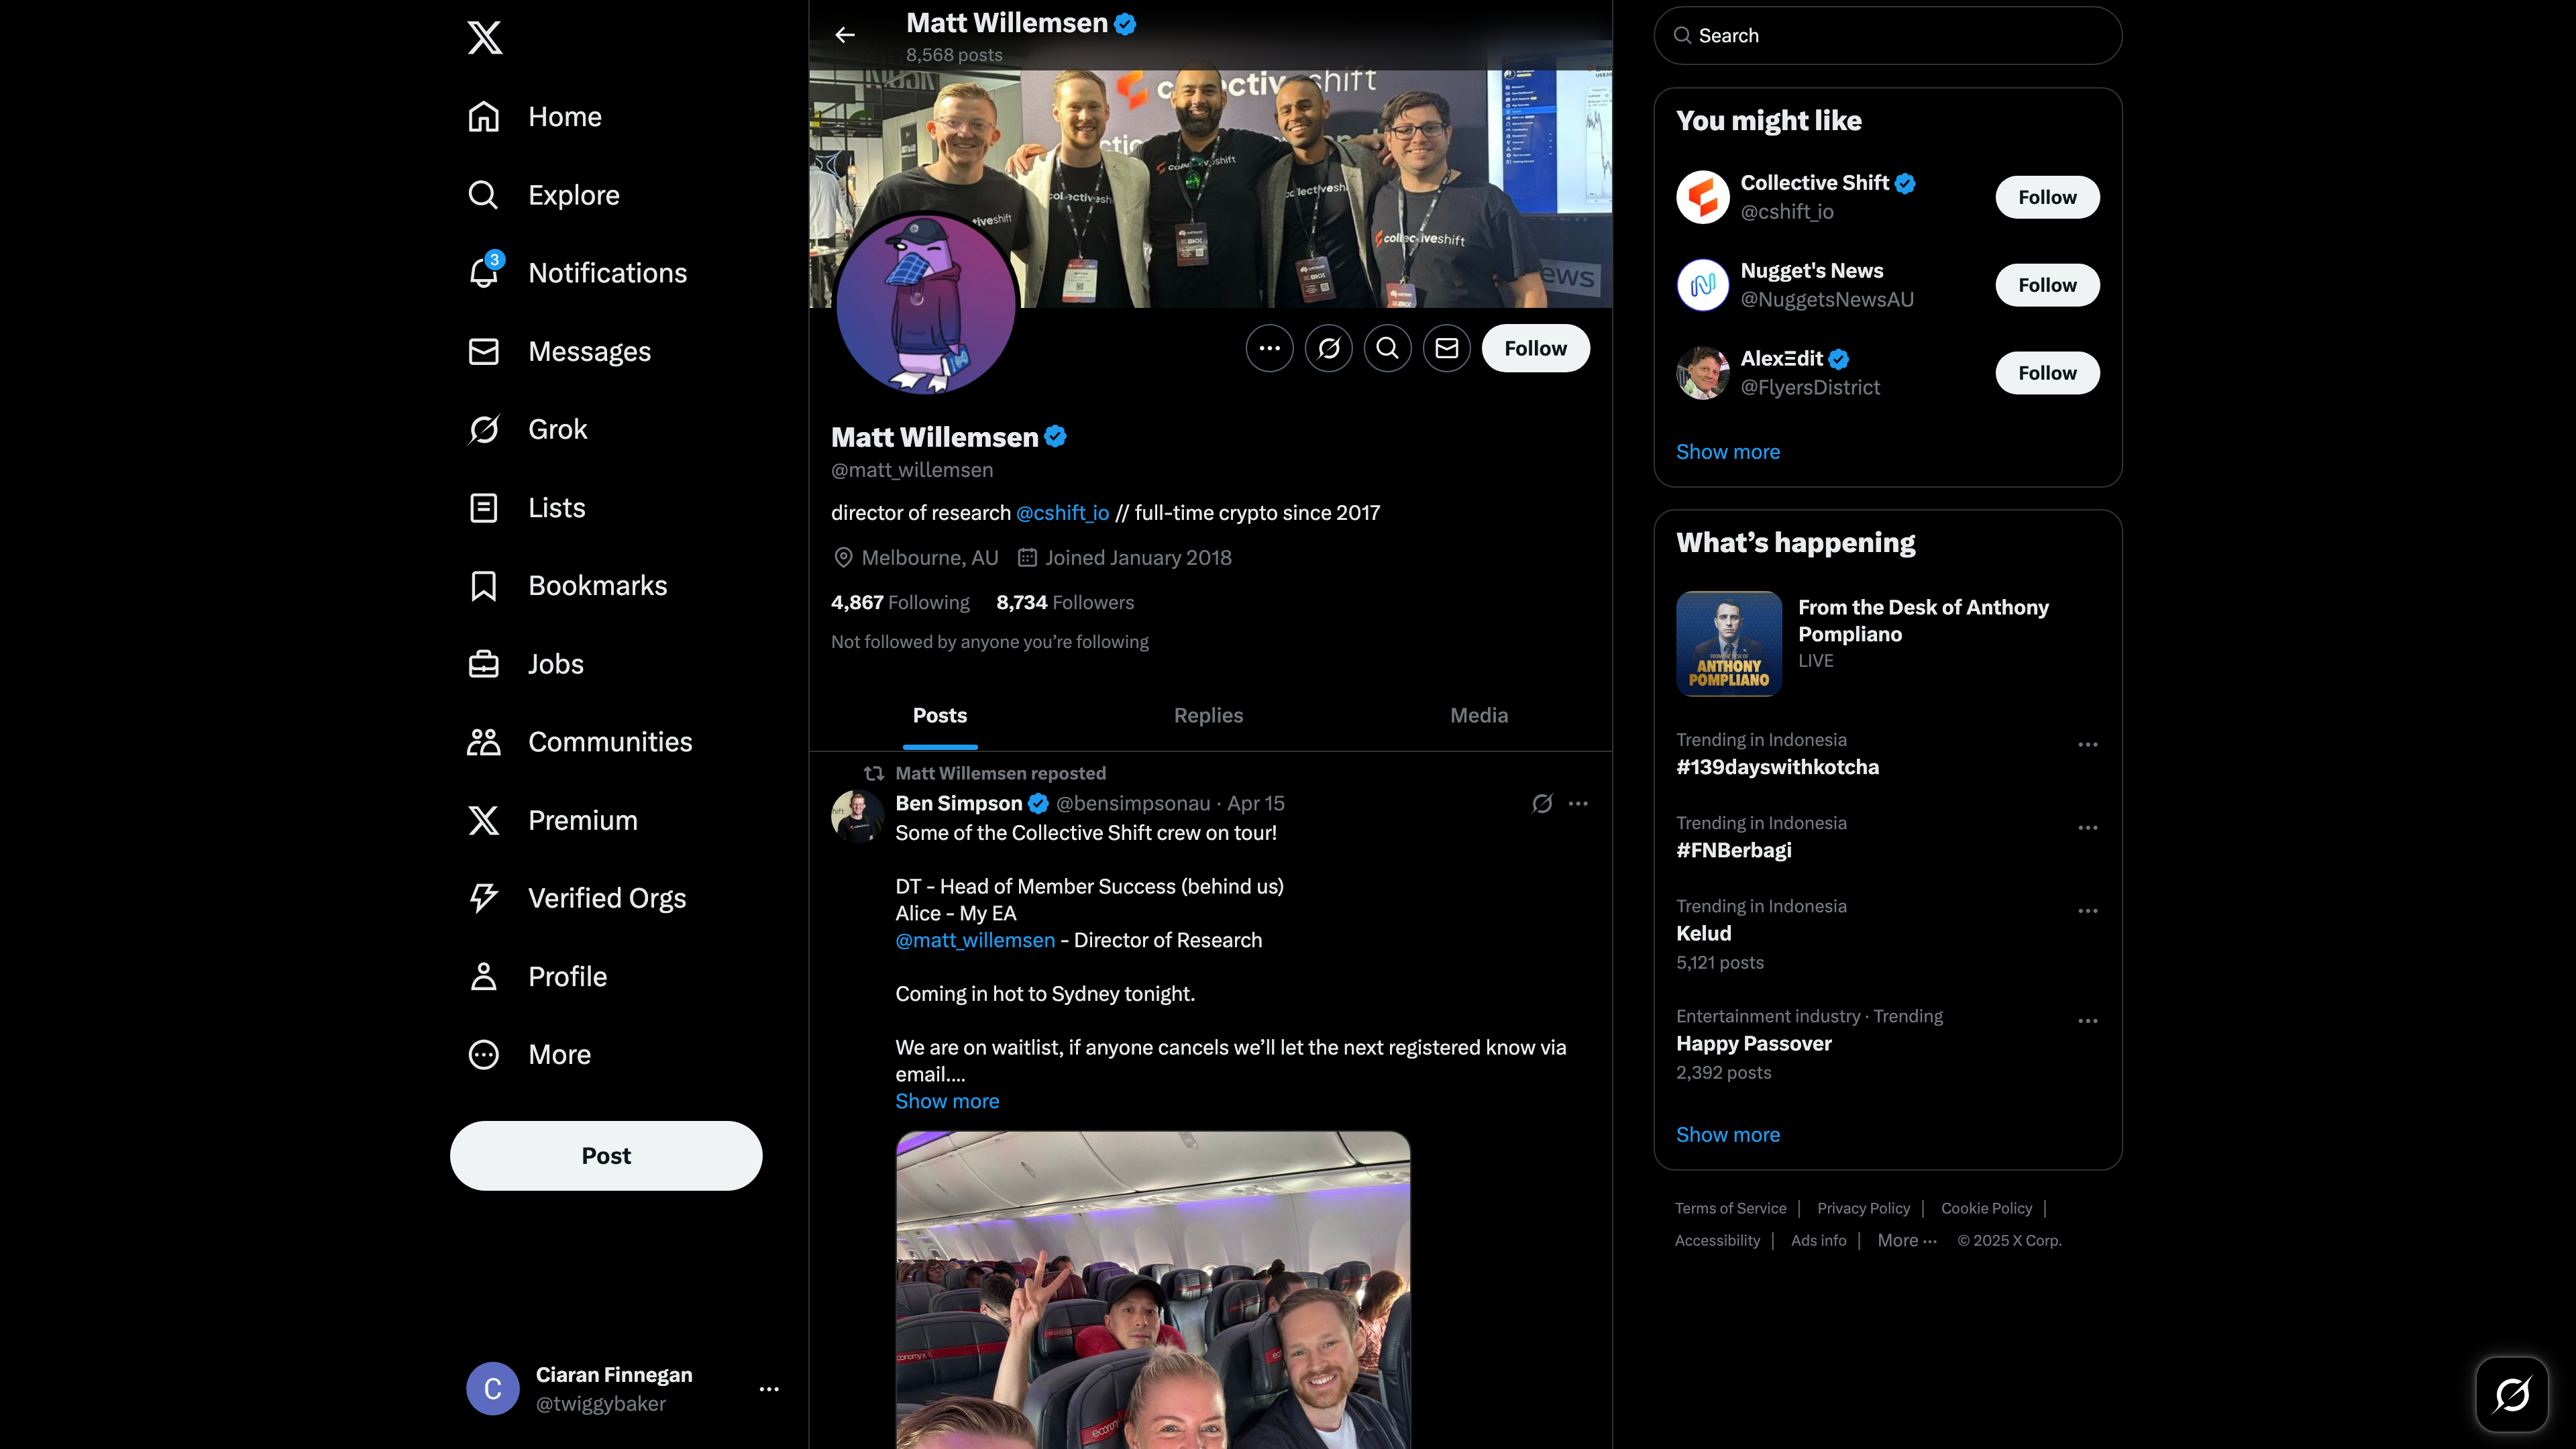 Home
Explore
3
Notifications
Messages
Grok
Lists
Bookmarks
Jobs
Communities
Premium
Verified Orgs
Profile
More
Post
C
Ciaran Finnegan
@twiggybaker
Matt Willemsen
8,568 posts
collectiveshift
collectiveshift
collectiveshift
Follow
Matt Willemsen
@matt_willemsen
director of research @cshift_io // full-time crypto since 2017
Melbourne, AU Joined January 2018
4,867 Following 8,734 Followers
Not followed by anyone you’re following
Posts Replies Media
Matt Willemsen reposted
Ben Simpson @bensimpsonau · Apr 15
Some of the Collective Shift crew on tour!
DT - Head of Member Success (behind us)
Alice - My EA
@matt_willemsen - Director of Research
Coming in hot to Sydney tonight.
We are on waitlist, if anyone cancels we’ll let the next registered know via
email....
Show more
Search
You might like
Collective Shift
@cshift_io
Follow
Nugget's News
@NuggetsNewsAU
Follow
AlexΞdit
@FlyersDistrict
Follow
Show more
What’s happening
FROM THE DESK OF
ANTHONY
POMPLIANO
From the Desk of Anthony
Pompliano
LIVE
Trending in Indonesia
#139dayswithkotcha
Trending in Indonesia
#FNBerbagi
Trending in Indonesia
Kelud
5,121 posts
Entertainment industry · Trending
Happy Passover
2,392 posts
Show more
Terms of Service | Privacy Policy | Cookie Policy |
Accessibility | Ads info | More ··· © 2025 X Corp.